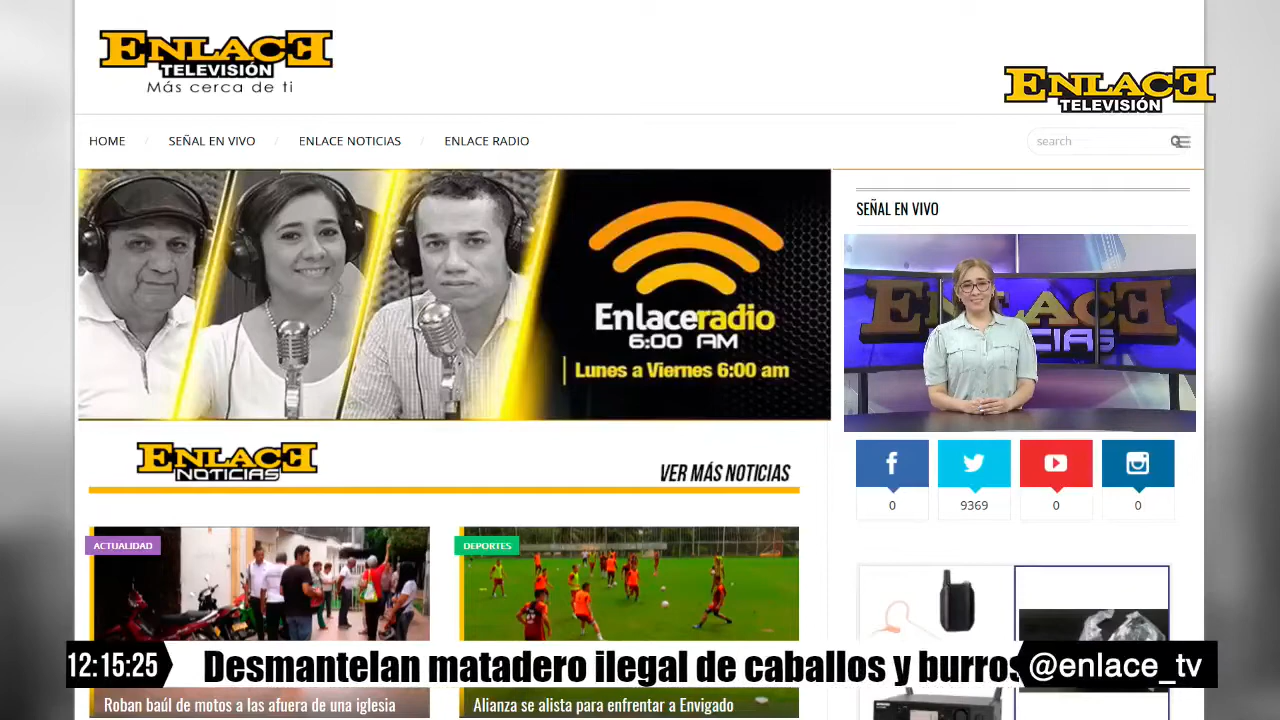 ENLACE
TELEVISIÓN
Más cerca de ti
ENLACE
TELEVISIÓN
HOME / SEÑAL EN VIVO / ENLACE NOTICIAS / ENLACE RADIO
search
SEÑAL EN VIVO
Enlaceradio
6:00 AM
Lunes a Viernes 6:00 am
ENLACE
ENLACE
NOTICIAS
VER MÁS NOTICIAS
0
9369
0
0
ACTUALIDAD
DEPORTES
12:15:25
Desmantelan matadero ilegal de caballos y burros
@enlace_tv
Roban baúl de motos a las afuera de una iglesia
Alianza se alista para enfrentar a Envigado